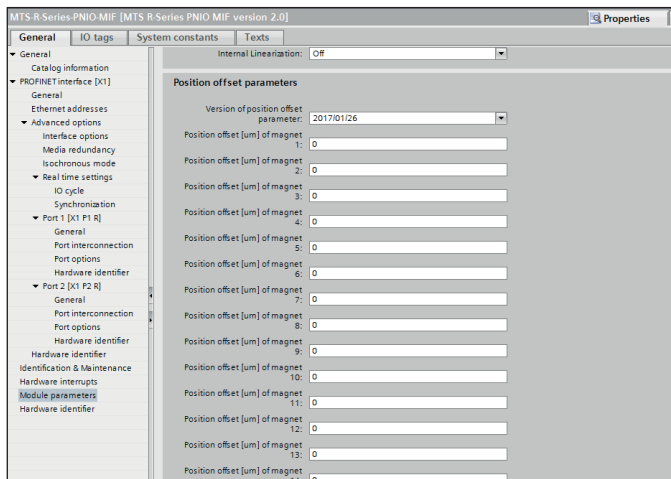 MTS-R-Series-PNIO-MIF [MTS R-Series PNIO MIF version 2.0]
Properties
General
IO tags
System constants
Texts
General
Catalog information
PROFINET interface [X1]
General
Ethernet addresses
Advanced options
Interface options
Media redundancy
Isochronous mode
Real time settings
IO cycle
Synchronization
Port 1 [X1 P1 R]
General
Port interconnection
Port options
Hardware identifier
Port 2 [X1 P2 R]
General
Port interconnection
Port options
Hardware identifier
Hardware identifier
Identification & Maintenance
Hardware interrupts
Module parameters
Hardware identifier
Internal Linearization: Off
Position offset parameters
Version of position offset
parameter: 2017/01/26
Position offset [um] of magnet
1: 0
Position offset [um] of magnet
2: 0
Position offset [um] of magnet
3: 0
Position offset [um] of magnet
4: 0
Position offset [um] of magnet
5: 0
Position offset [um] of magnet
6: 0
Position offset [um] of magnet
7: 0
Position offset [um] of magnet
8: 0
Position offset [um] of magnet
9: 0
Position offset [um] of magnet
10: 0
Position offset [um] of magnet
11: 0
Position offset [um] of magnet
12: 0
Position offset [um] of magnet
13: 0
Position offset [um] of magnet